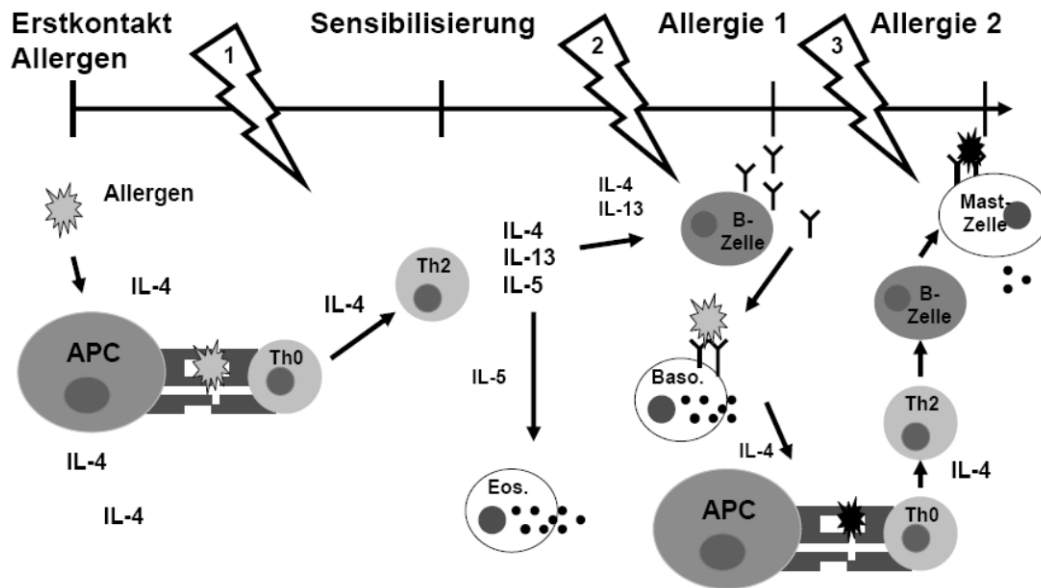 Erstkontakt
Allergen
Sensibilisierung
Allergie 1
Allergie 2
1
2
3
Allergen
IL-4
APC
Th0
IL-4
IL-4
IL-4
Th2
IL-4
IL-13
IL-5
IL-4
IL-13
B-
Zelle
IL-5
Eos.
Baso.
IL-4
APC
Th0
IL-4
Th2
B-
Zelle
Mast-
Zelle